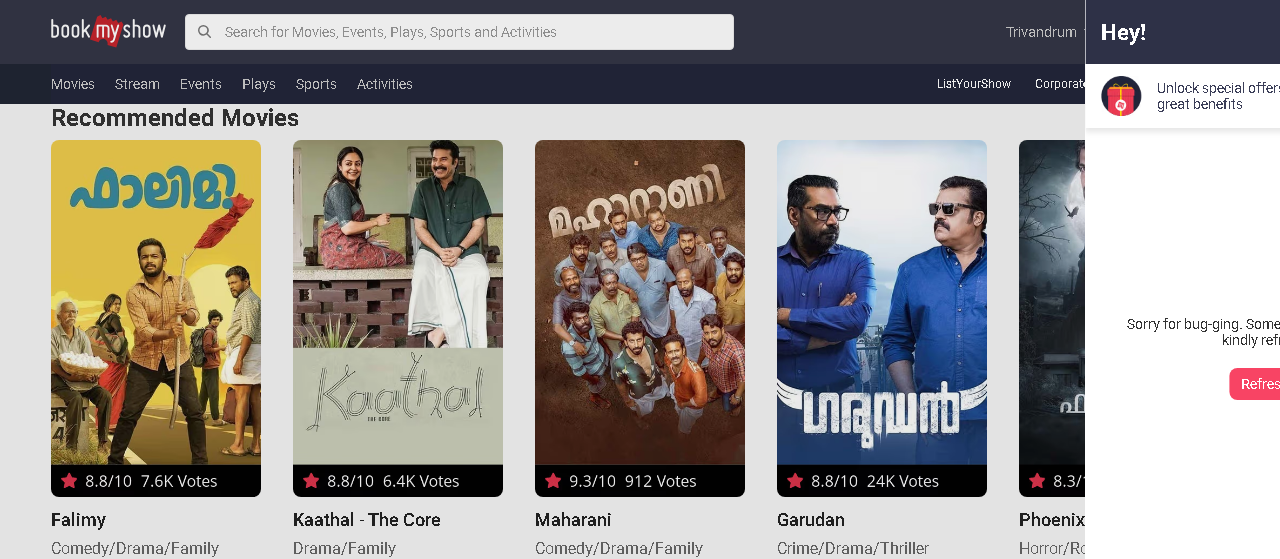 bookmyshow
Search for Movies, Events, Plays, Sports and Activities
Trivandrum
Hey!
Movies Stream Events Plays Sports Activities
ListYourShow Corporate
Unlock special offers
great benefits
Recommended Movies
ഫാലിമി
മഹാറാണി
Kaathal
THE CORE
ഗരുഡൻ
Sorry for bug-ging. Some
kindly refr
Refres
8.8/10 7.6K Votes
8.8/10 6.4K Votes
9.3/10 912 Votes
8.8/10 24K Votes
8.3/1
Falimy
Kaathal - The Core
Maharani
Garudan
Phoenix
Comedy/Drama/Family
Drama/Family
Comedy/Drama/Family
Crime/Drama/Thriller
Horror/Ro